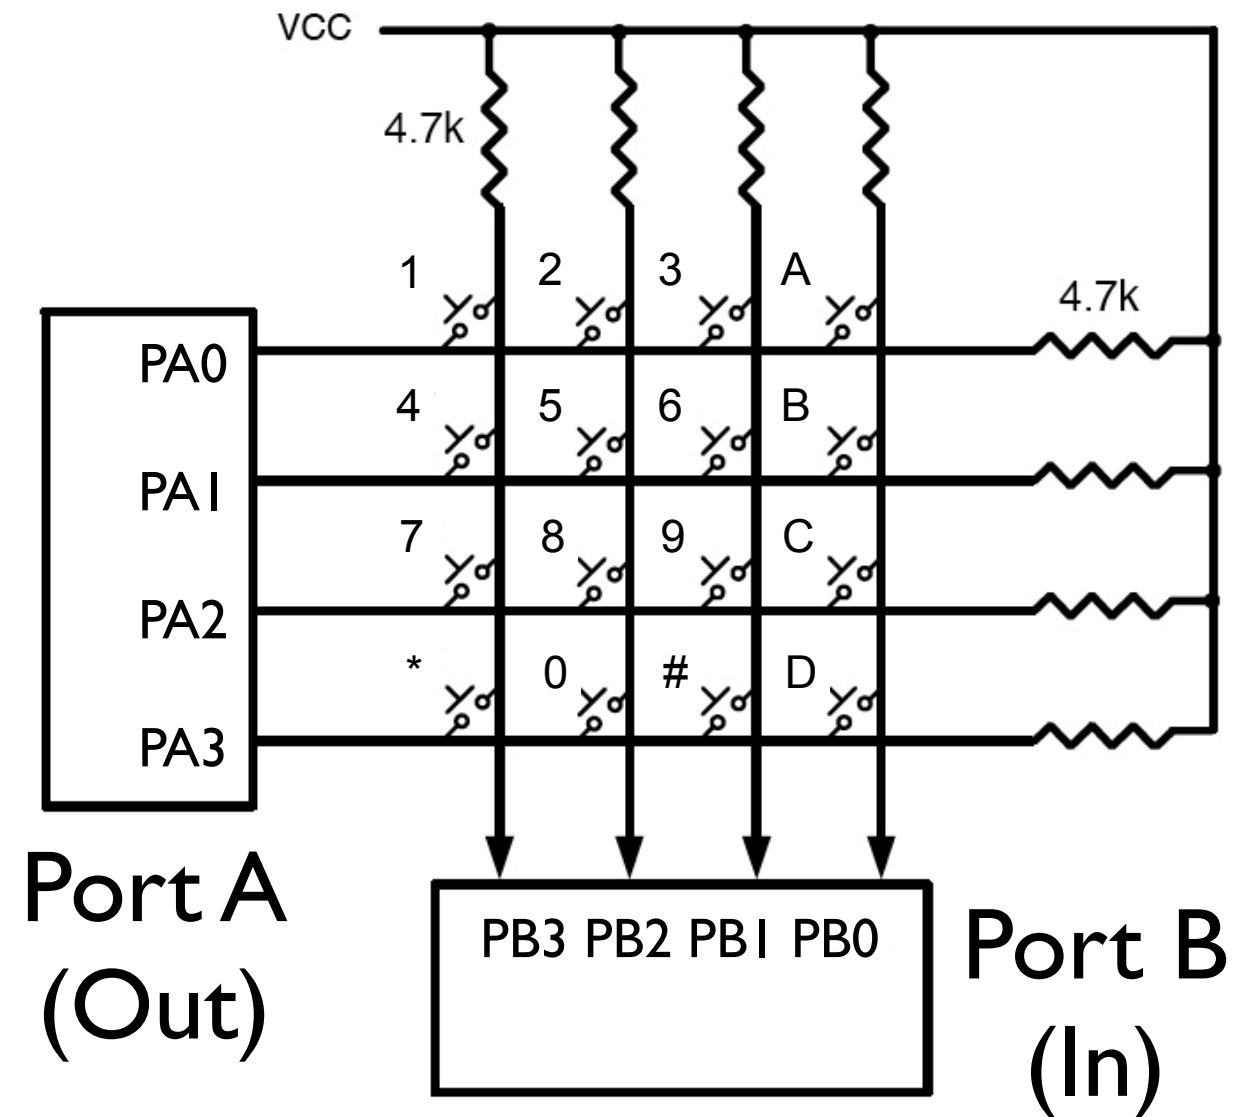 VCC
4.7k
1 2 3 A
4.7k
PA0
4 5 6 B
PA1
7 8 9 C
PA2
* 0 # D
PA3
Port A
(Out)
PB3 PB2 PB1 PB0
Port B
(In)